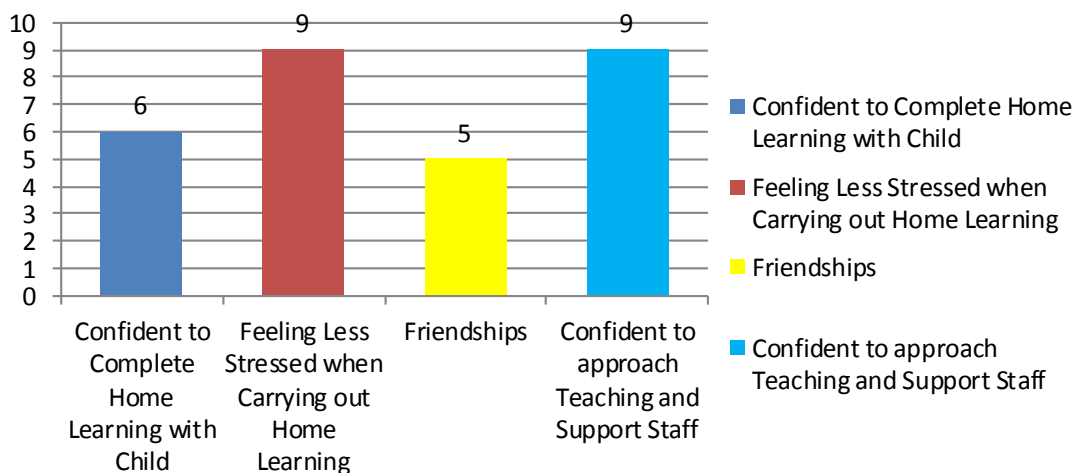 10
9
8
7
6
5
4
3
2
1
0
6
9
5
9
Confident to
Complete
Home
Learning with
Child
Feeling Less
Stressed when
Carrying out
Home
Learning
Friendships
Confident to
approach
Teaching and
Support Staff
Confident to Complete Home
Learning with Child
Feeling Less Stressed when
Carrying out Home Learning
Friendships
Confident to approach
Teaching and Support Staff